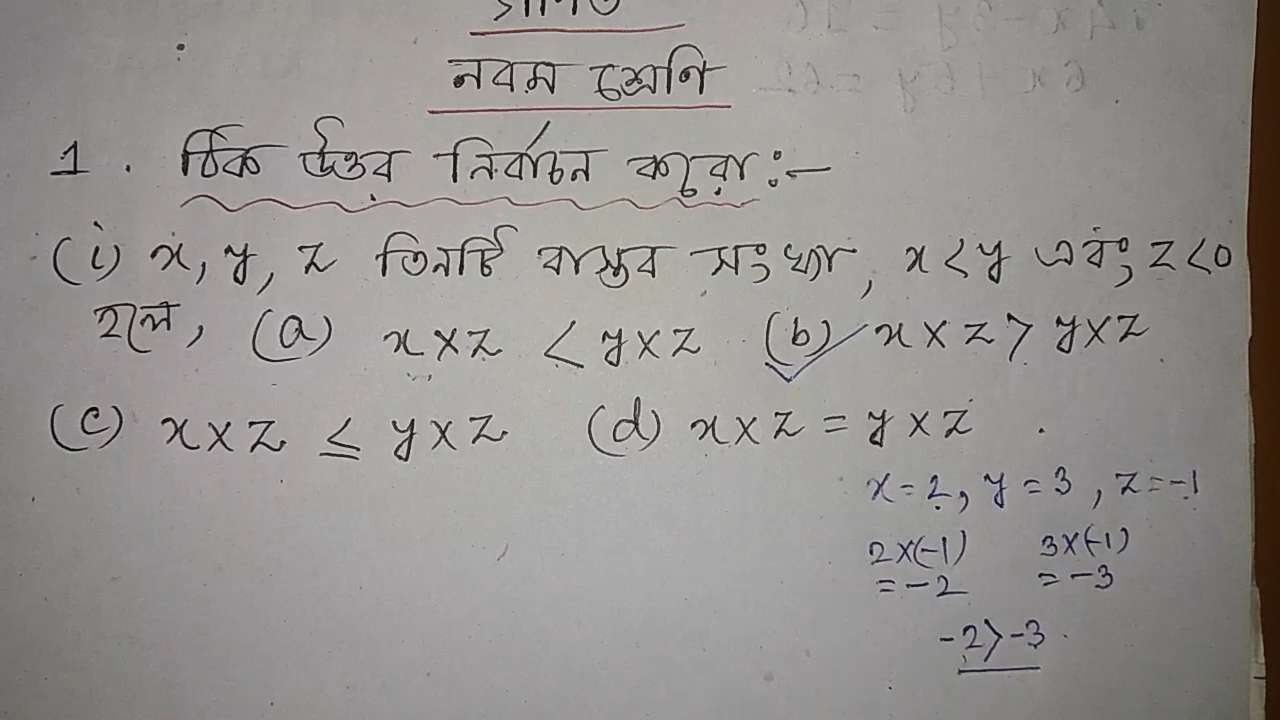 গণিত
নবম শ্রেণি
1. ঠিক উত্তর নির্বাচন করো :-
(i) x, y, z তিনটি বাস্তব সংখ্যা, x < y এবং z < 0
হলে, (a) x × z < y × z (b) x × z > y × z
(c) x × z ≤ y × z (d) x × z = y × z .
x = 2, y = 3, z = -1
2×(-1) 3×(-1)
= -2 = -3
-2 > -3